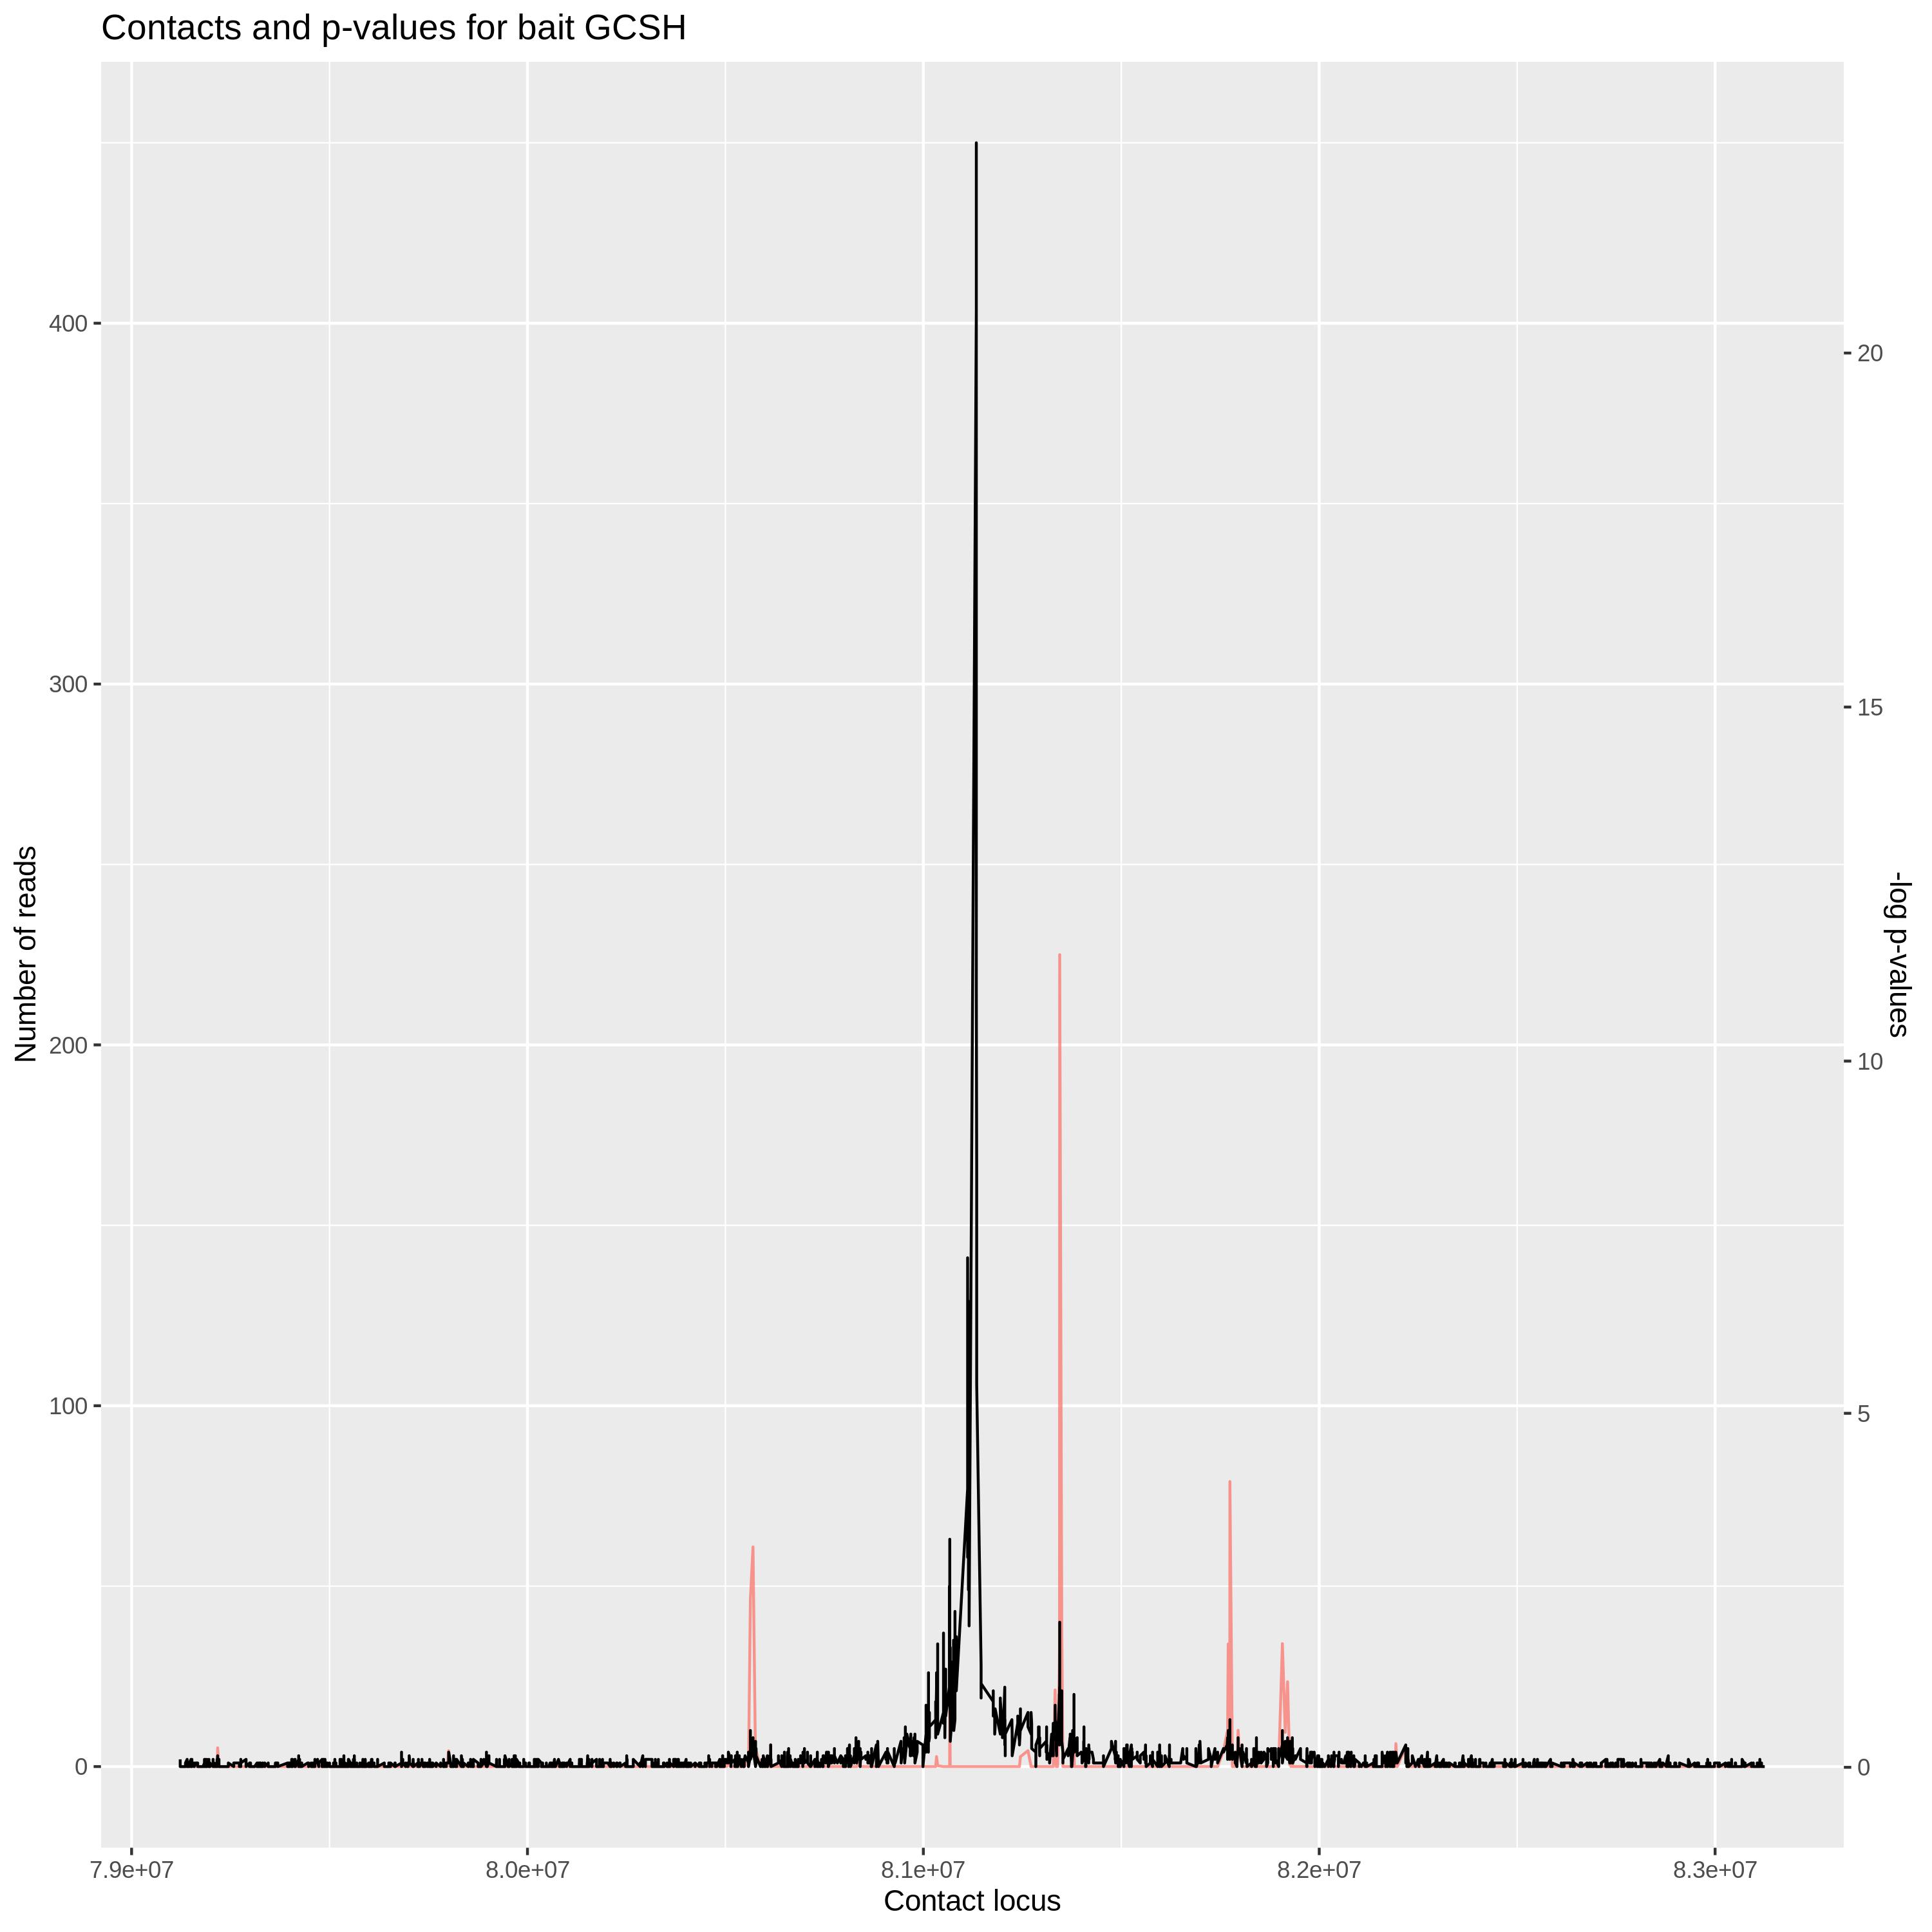 Contacts and p-values for bait GCSH
400
300
200
100
0
20
15
10
5
0
Number of reads
-log p-values
7.9e+07 8.0e+07 8.1e+07 8.2e+07 8.3e+07
Contact locus